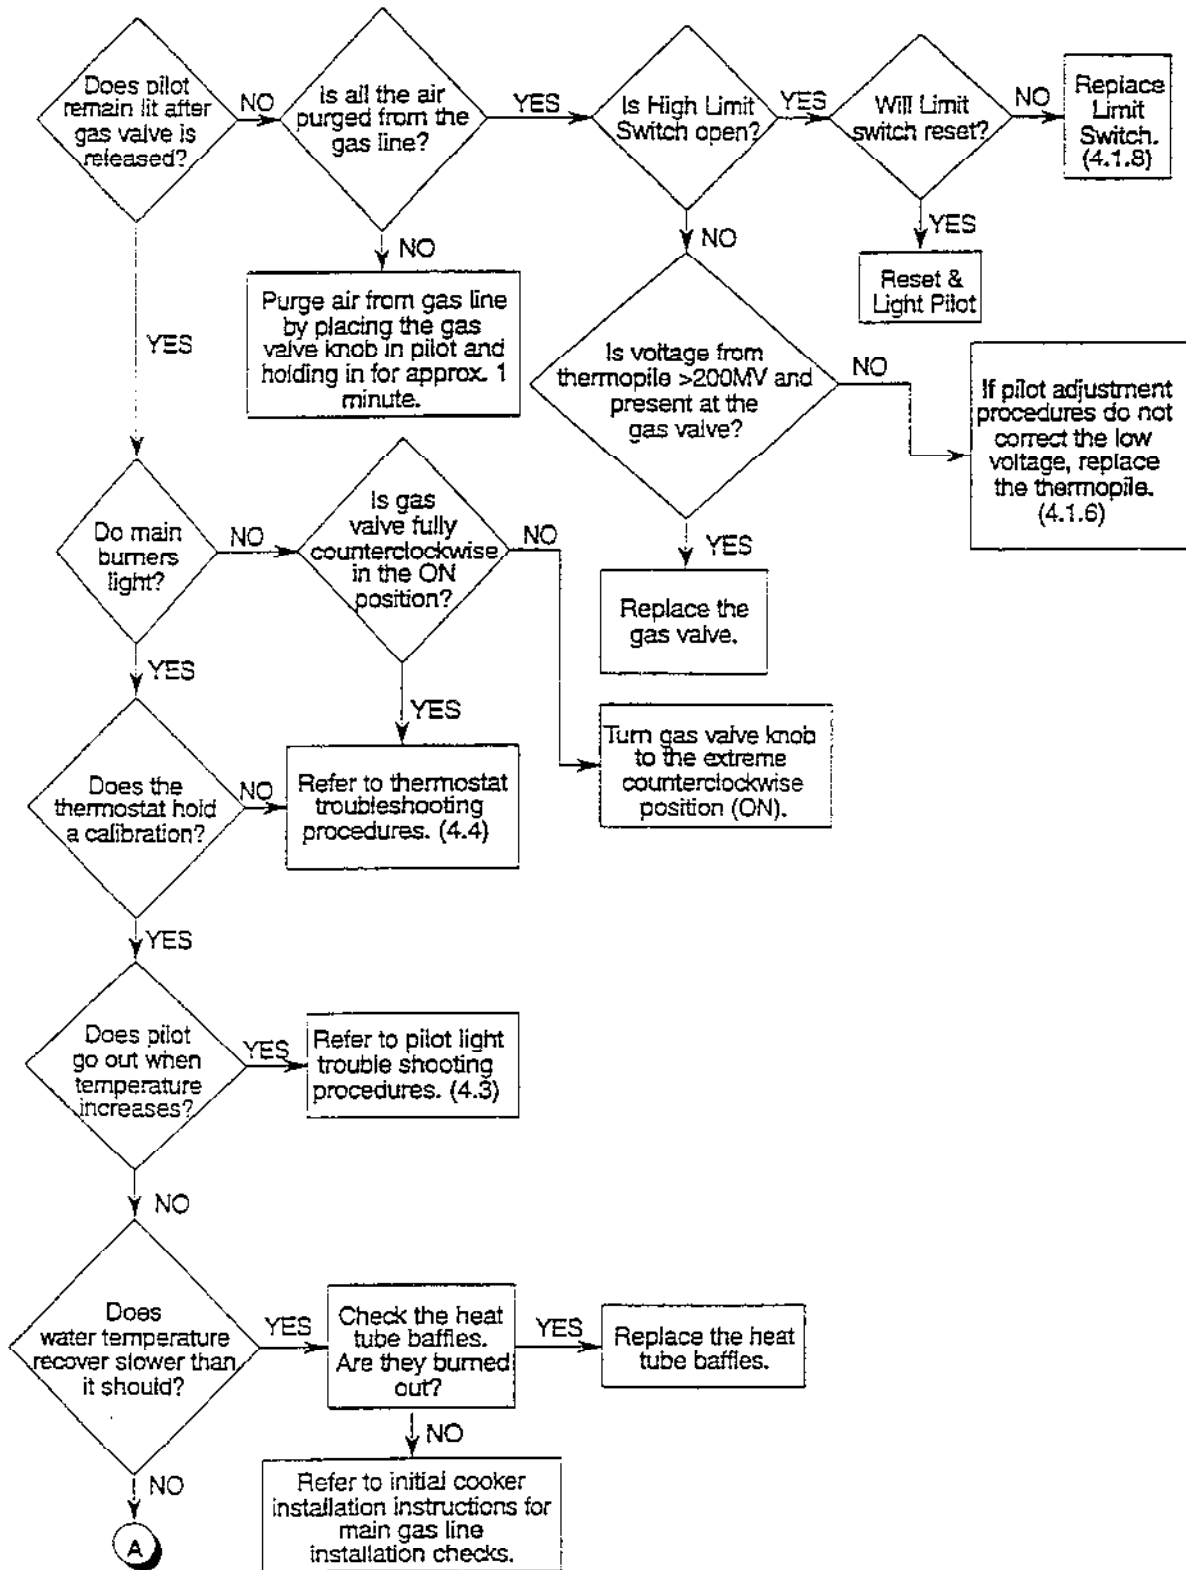 Does pilot
remain lit after
gas valve is
released?
NO
Is all the air
purged from the
gas line?
YES
Is High Limit
Switch open?
YES
Will Limit
switch reset?
NO
Replace
Limit
Switch.
(4.1.8)
YES
Reset &
Light Pilot
NO
NO
Purge air from gas line
by placing the gas
valve knob in pilot and
holding in for approx. 1
minute.
YES
Is voltage from
thermopile >200MV and
present at the
gas valve?
NO
If pilot adjustment
procedures do not
correct the low
voltage, replace
the thermopile.
(4.1.6)
YES
Replace the
gas valve.
Do main
burners
light?
NO
Is gas
valve fully
counterclockwise
in the ON
position?
NO
Turn gas valve knob
to the extreme
counterclockwise
position (ON).
YES
YES
Does the
thermostat hold
a calibration?
NO
Refer to thermostat
troubleshooting
procedures. (4.4)
YES
Does pilot
go out when
temperature
increases?
YES
Refer to pilot light
trouble shooting
procedures. (4.3)
NO
Does
water temperature
recover slower than
it should?
YES
Check the heat
tube baffles.
Are they burned
out?
YES
Replace the heat
tube baffles.
NO
Refer to initial cooker
installation instructions for
main gas line
installation checks.
NO
A